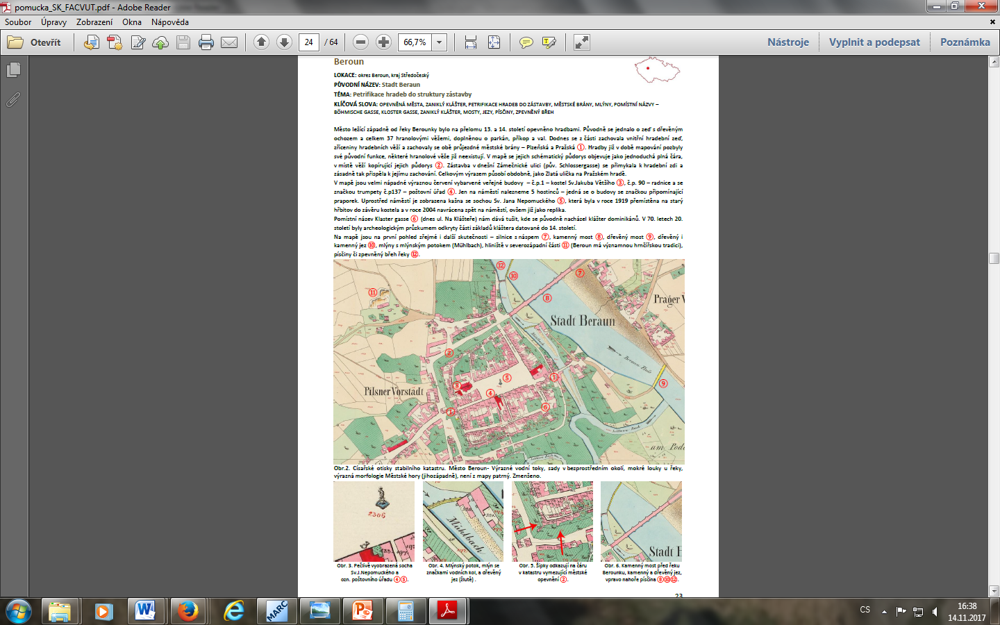 pomucka_SK_FACVUT.pdf - Adobe Reader
Soubor Úpravy Zobrazení Okna Nápověda
Otevřít 24 / 64 66,7% Nástroje Vyplnit a podepsat Poznámka
Beroun
LOKACE: okres Beroun, kraj Středočeský
PŮVODNÍ NÁZEV: Stadt Beraun
TÉMA: Petrifikace hradeb do struktury zástavby
KLÍČOVÁ SLOVA: OPEVNĚNÁ MĚSTA, ZANIKLÝ KLÁŠTER, PETRIFIKACE HRADEB DO ZÁSTAVBY, MĚSTSKÉ BRÁNY, MLÝNY, POMÍSTNÍ NÁZVY –
BÖHMISCHE GASSE, KLOSTER GASSE, ZANIKLÝ KLÁŠTER, MOSTY, JEZY, PÍSČINY, ZPEVNĚNÝ BŘEH
Město ležící západně od řeky Berounky bylo na přelomu 13. a 14. století opevněno hradbami. Původně se jednalo o zeď s dřevěným
ochozem a celkem 37 hranolovými věžemi, doplněnou o parkán, příkop a val. Dodnes se z části zachovala vnitřní hradební zeď,
zříceniny hradebních věží a zachovaly se obě průjezdné městské brány – Plzeňská a Pražská ①. Hradby již v době mapování pozbyly
své původní funkce, některé hranolové věže již neexistují. V mapě se jejich schématický půdorys objevuje jako jednoduchá plná čára,
v místě věží kopírující jejich půdorys ②. Zástavba v dnešní Zámečnické ulici (pův. Schlossergasse) se přimykala k hradební zdi a
zásadně tak přispěla k jejímu zachování. Celkovým výrazem působí obdobně, jako Zlatá ulička na Pražském hradě.
V mapě jsou velmi nápadné výraznou červení vybarvené veřejné budovy – č.p.1 – kostel Sv.Jakuba Většího ③, č.p. 90 – radnice a se
značkou trumpety č.p137 – poštovní úřad ④. Jen na náměstí nalezneme 5 hostinců – jedná se o budovy se značkou připomínající
praporek. Uprostřed náměstí je zobrazena kašna se sochou Sv. Jana Nepomuckého ⑤, která byla v roce 1919 přemístěna na starý
hřbitov do závěru kostela a v roce 2004 navrácena zpět na náměstí, ovšem již jako replika.
Pomístní název Klaster gasse ⑥ (dnes ul. Na Klášteře) nám dává tušit, kde se původně nacházel klášter dominikánů. V 70. letech 20.
století byly archeologickým průzkumem odkryty části základů kláštera datované do 14. století.
Na mapě jsou na první pohled zřejmé i další skutečnosti – silnice s náspem ⑦, kamenný most ⑧, dřevěný most ⑨, dřevěný i
kamenný jez ⑩, mlýny s mlýnským potokem (Mühlbach), hliniště v severozápadní části ⑪ (Beroun má významnou hrnčířskou tradici),
písčiny či zpevněný břeh řeky ⑫.
⑫
⑩
⑦
⑪
⑧
Prager V
Stadt Beraun
②
Beraun Fluß
⑤
①
③
⑨
Pilsner Vorstadt
④
⑥
①
Littawa Bach
am Pod
Obr.2. Císařské otisky stabilního katastru. Město Beroun- Výrazné vodní toky, sady v bezprostředním okolí, mokré louky u řeky,
výrazná morfologie Městské hory (jihozápadně), není z mapy patrný. Zmenšeno.
2306
Mühlbach
Stadt B
Obr. 3. Pečlivě vyobrazená socha
Sv.J.Nepomuckého a
ozn. poštovního úřadu ④⑤.
Obr. 4. Mlýnský potok, mlýn se
značkami vodních kol, a dřevěný
jez (žlutě) .
Obr. 5. Šipky odkazují na čáru
v katastru vymezující městské
opevnění ②.
Obr. 6. Kamenný most před řeku
Berounku, kamenný a dřevěný jez,
vpravo nahoře písčina ⑧⑩⑫.
23
MARC
CS
16:38
14.11.2017